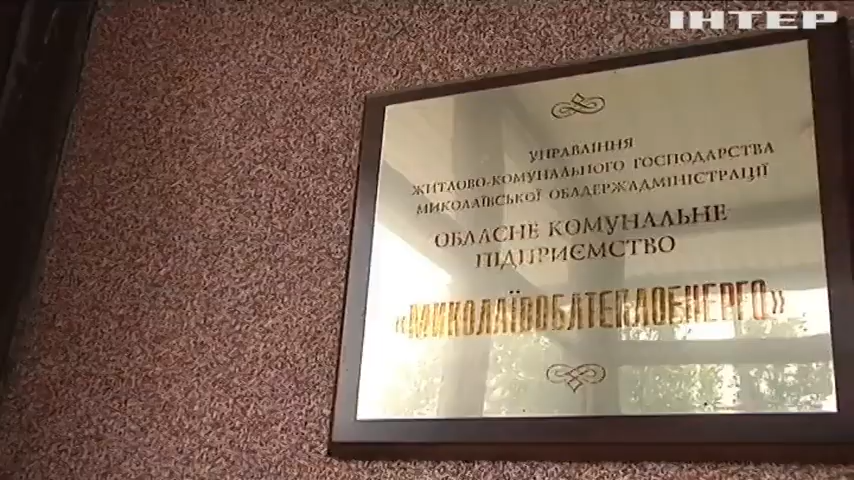 ІНТЕР
УПРАВЛІННЯ
ЖИТЛОВО-КОМУНАЛЬНОГО ГОСПОДАРСТВА
МИКОЛАЇВСЬКОЇ ОБЛДЕРЖАДМІНІСТРАЦІЇ
ОБЛАСНЕ КОМУНАЛЬНЕ
ПІДПРИЄМСТВО
«МИКОЛАЇВОБЛТЕПЛОЕНЕРГО»